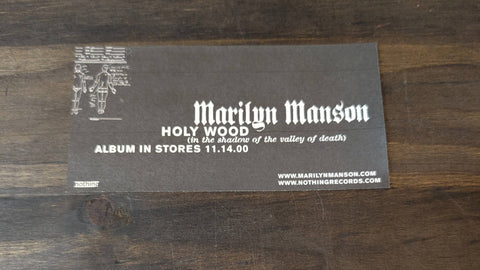 Marilyn Manson
HOLY WOOD
(in the shadow of the valley of death)
ALBUM IN STORES 11.14.00
WWW.MARILYNMANSON.COM
nothing WWW.NOTHINGRECORDS.COM